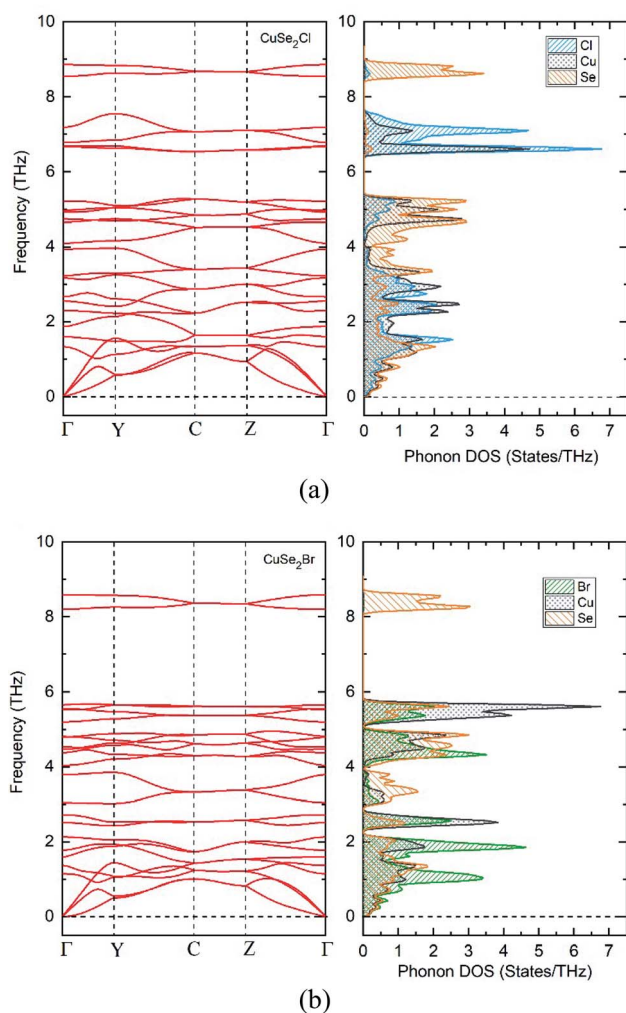 CuSe₂Cl
Frequency (THz)
10
8
6
4
2
0
Γ Y C Z Γ
10
8
6
4
2
0
Cl
Cu
Se
0 1 2 3 4 5 6 7
Phonon DOS (States/THz)
(a)
CuSe₂Br
Frequency (THz)
10
8
6
4
2
0
Γ Y C Z Γ
10
8
6
4
2
0
Br
Cu
Se
0 1 2 3 4 5 6 7
Phonon DOS (States/THz)
(b)